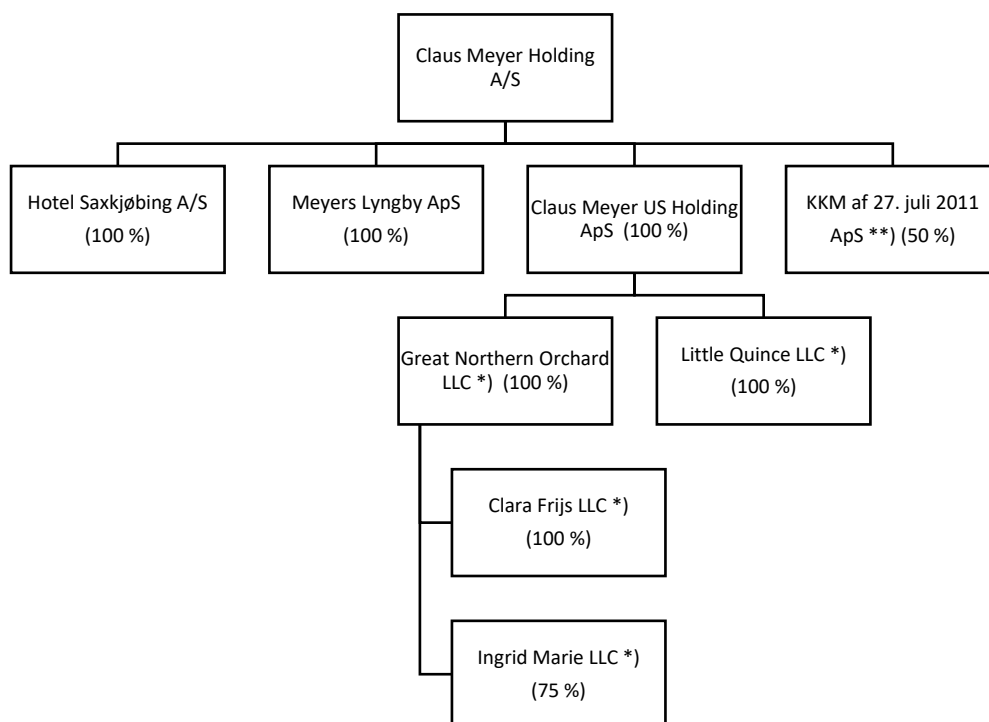 Claus Meyer Holding
A/S
Hotel Saxkjøbing A/S
(100 %)
Meyers Lyngby ApS
(100 %)
Claus Meyer US Holding
ApS (100 %)
KKM af 27. juli 2011
ApS **) (50 %)
Great Northern Orchard
LLC *) (100 %)
Little Quince LLC *)
(100 %)
Clara Frijs LLC *)
(100 %)
Ingrid Marie LLC *)
(75 %)